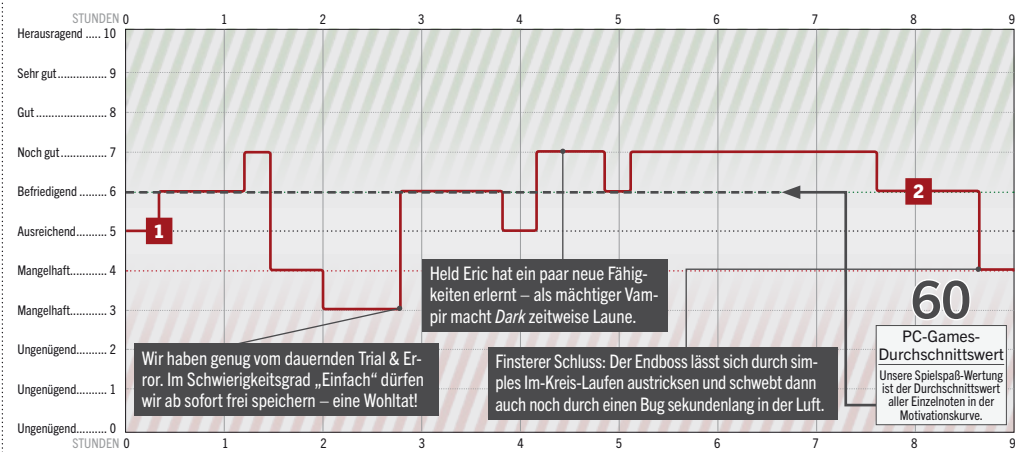 STUNDEN 0 1 2 3 4 5 6 7 8 9
Herausragend ..... 10
Sehr gut............... 9
Gut ....................... 8
Noch gut............... 7
Befriedigend ........ 6
Ausreichend......... 5
Mangelhaft........... 4
Mangelhaft........... 3
Ungenügend ........ 2
Ungenügend ........ 1
Ungenügend ........ 0
STUNDEN 0 1 2 3 4 5 6 7 8 9
1
2
Wir haben genug vom dauernden Trial & Er-
ror. Im Schwierigkeitsgrad „Einfach“ dürfen
wir ab sofort frei speichern – eine Wohltat!
Held Eric hat ein paar neue Fähig-
keiten erlernt – als mächtiger Vam-
pir macht Dark zeitweise Laune.
Finsterer Schluss: Der Endboss lässt sich durch sim-
ples Im-Kreis-Laufen austricksen und schwebt dann
auch noch durch einen Bug sekundenlang in der Luft.
60
PC-Games-
Durchschnittswert
Unsere Spielspaß-Wertung
ist der Durchschnittswert
aller Einzelnoten in der
Motivationskurve.